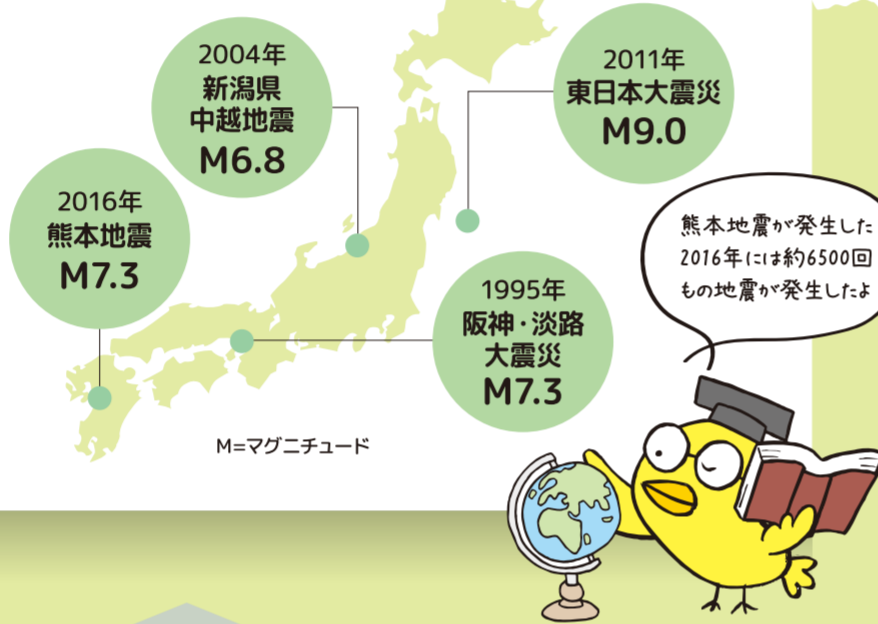 2004年
新潟県
中越地震
M6.8
2011年
東日本大震災
M9.0
2016年
熊本地震
M7.3
1995年
阪神・淡路
大震災
M7.3
熊本地震が発生した
2016年には約6500回
もの地震が発生したよ
M=マグニチュード